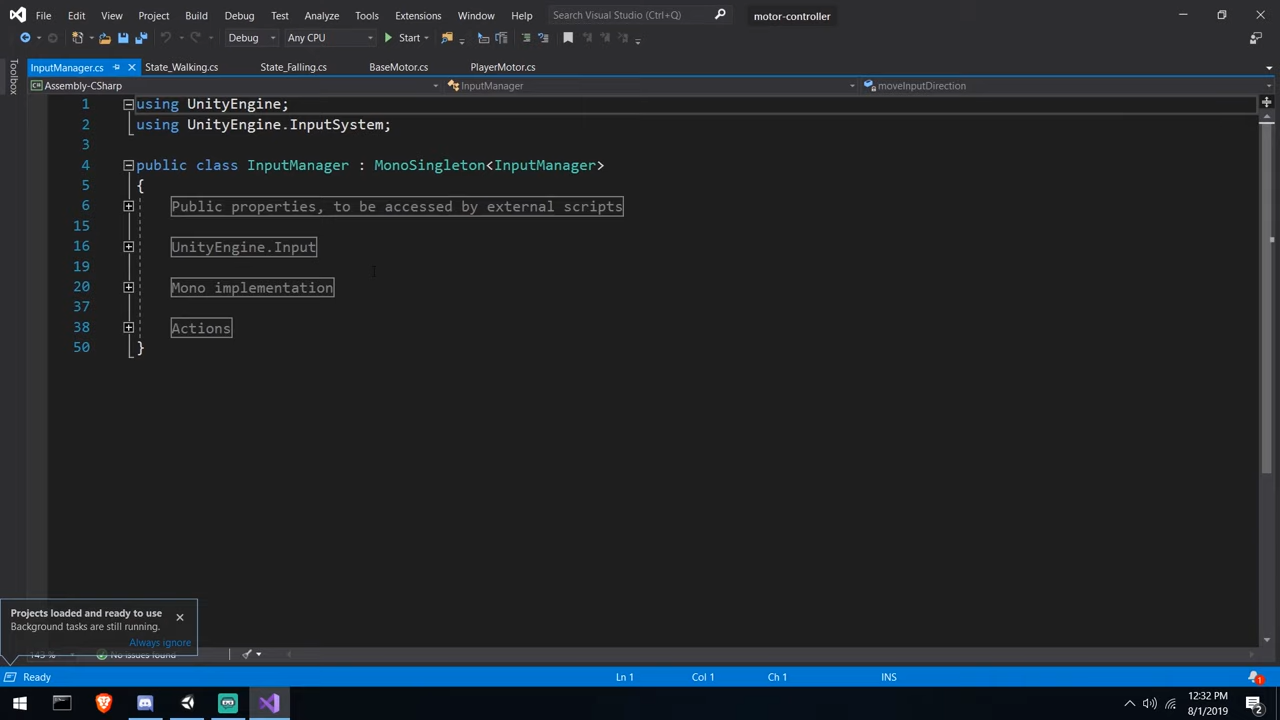 File Edit View Project Build Debug Test Analyze Tools Extensions Window Help Search Visual Studio (Ctrl+Q) motor-controller
Debug Any CPU Start
InputManager.cs State_Walking.cs State_Falling.cs BaseMotor.cs PlayerMotor.cs
Toolbox
Assembly-CSharp InputManager moveInputDirection
1 using UnityEngine;
2 using UnityEngine.InputSystem;
3
4 public class InputManager : MonoSingleton<InputManager>
5 {
6 Public properties, to be accessed by external scripts
15
16 UnityEngine.Input
19
20 Mono implementation
37
38 Actions
50 }
Projects loaded and ready to use
Background tasks are still running.
Always ignore
143 % No issues found
Ready Ln 1 Col 1 Ch 1 INS 1
12:32 PM
8/1/2019 2